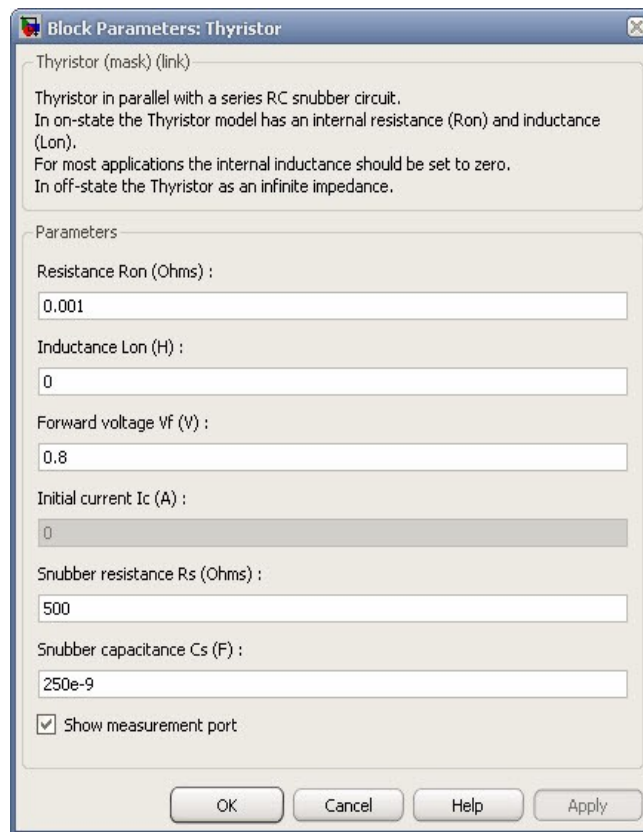 Block Parameters: Thyristor
Thyristor (mask) (link)
Thyristor in parallel with a series RC snubber circuit.
In on-state the Thyristor model has an internal resistance (Ron) and inductance
(Lon).
For most applications the internal inductance should be set to zero.
In off-state the Thyristor as an infinite impedance.
Parameters
Resistance Ron (Ohms) :
0.001
Inductance Lon (H) :
0
Forward voltage Vf (V) :
0.8
Initial current Ic (A) :
0
Snubber resistance Rs (Ohms) :
500
Snubber capacitance Cs (F) :
250e-9
Show measurement port
OK Cancel Help Apply